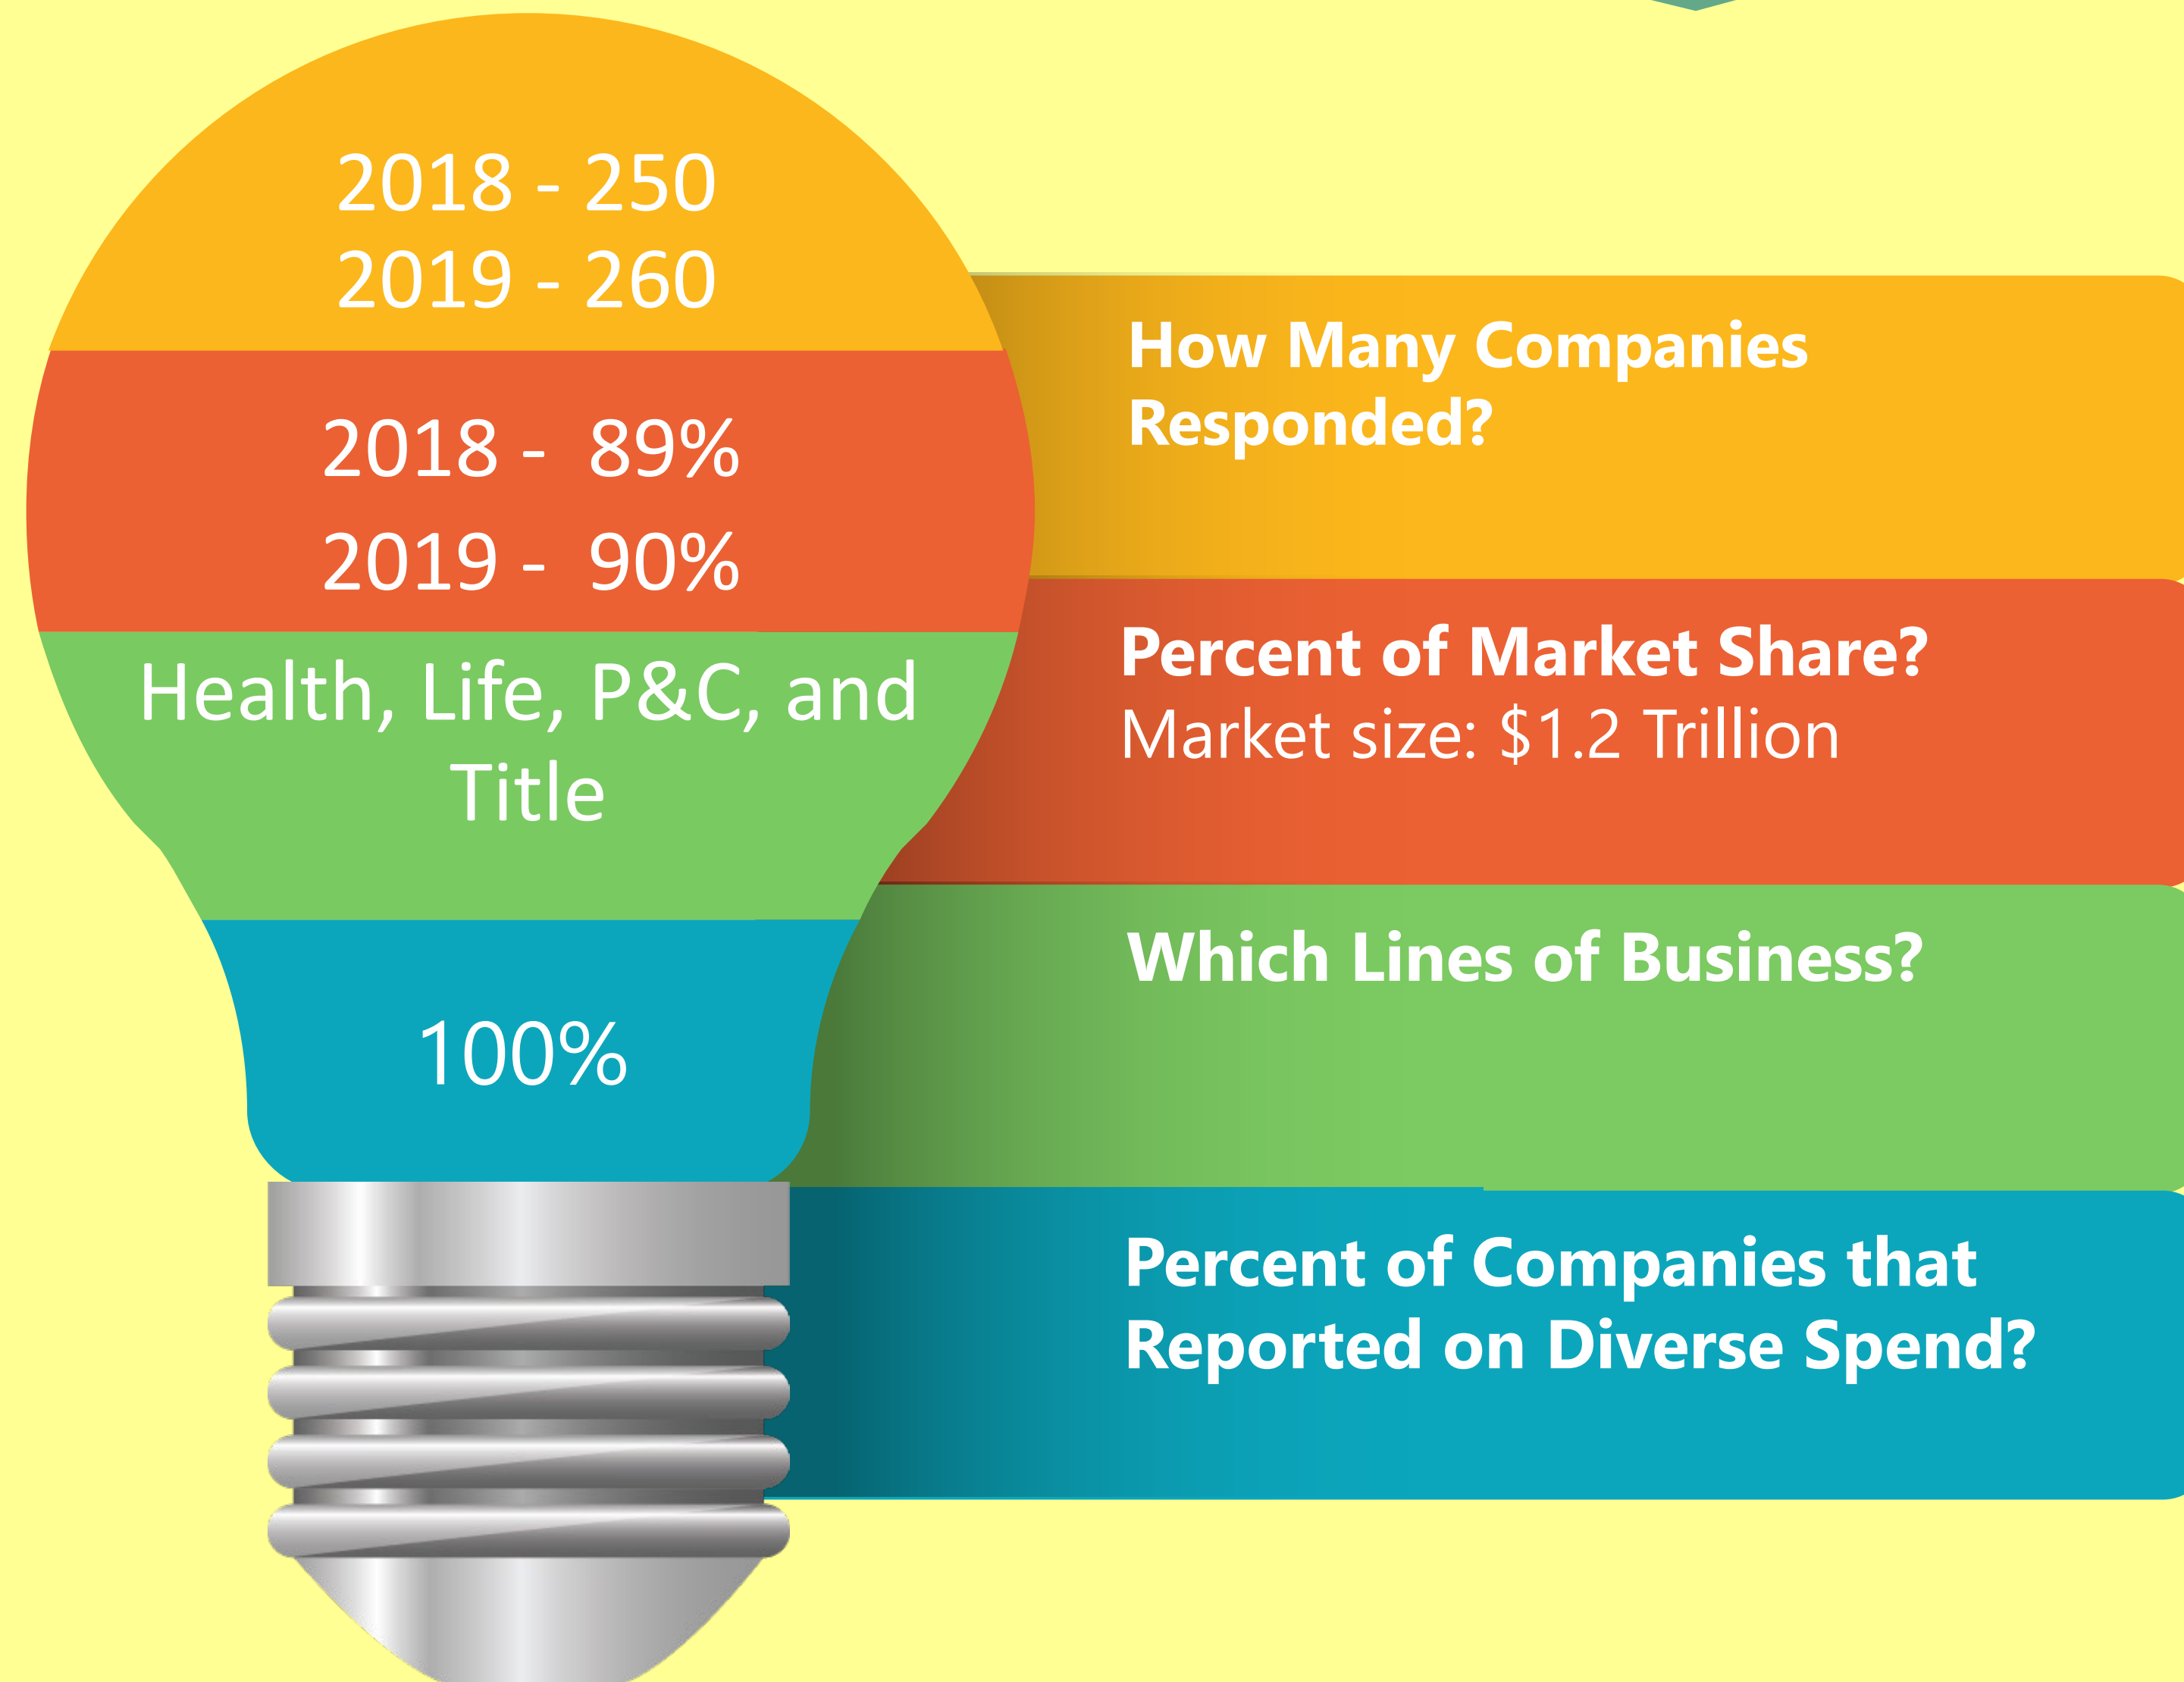 2018 - 250
2019 - 260
How Many Companies
Responded?
2018 - 89%
2019 - 90%
Percent of Market Share?
Market size: $1.2 Trillion
Health, Life, P&C, and
Title
Which Lines of Business?
100%
Percent of Companies that
Reported on Diverse Spend?